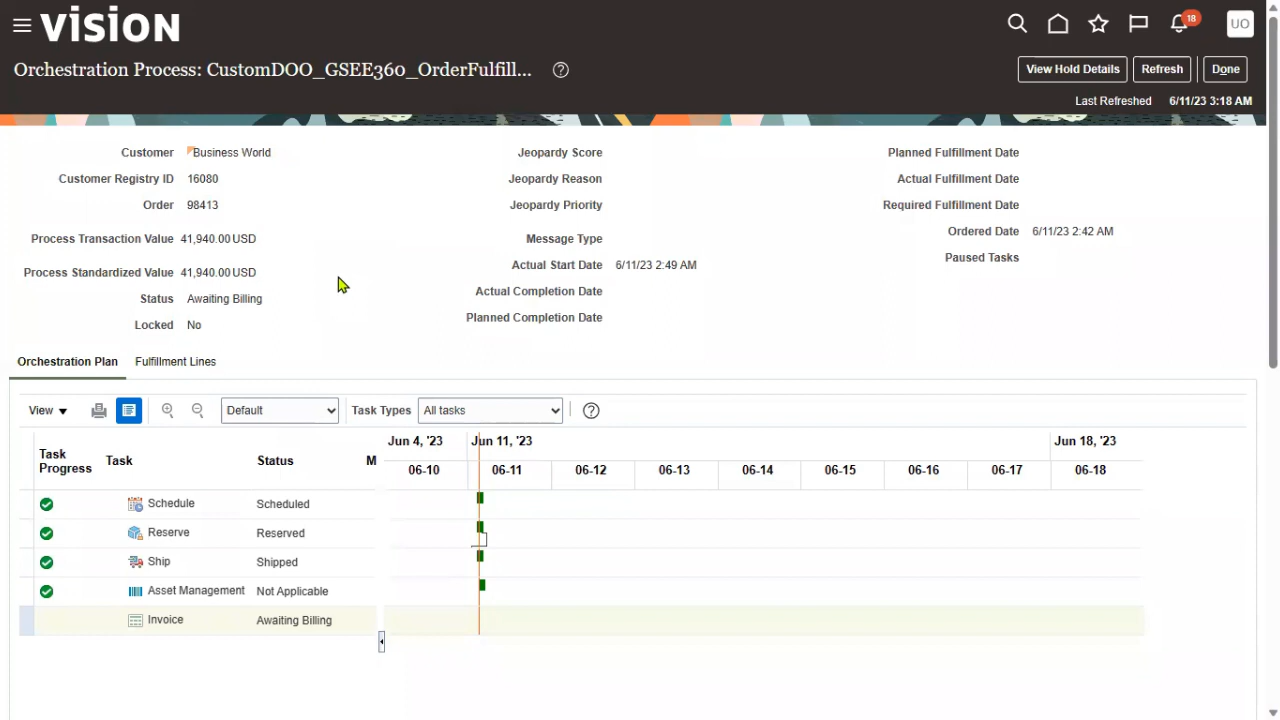 vision
18
UO
Orchestration Process: CustomDOO_GSEE360_OrderFulfill...
View Hold Details
Refresh
Done
Last Refreshed 6/11/23 3:18 AM
Customer Business World
Customer Registry ID 16080
Order 98413
Process Transaction Value 41,940.00 USD
Process Standardized Value 41,940.00 USD
Status Awaiting Billing
Locked No
Jeopardy Score
Jeopardy Reason
Jeopardy Priority
Message Type
Actual Start Date 6/11/23 2:49 AM
Actual Completion Date
Planned Completion Date
Planned Fulfillment Date
Actual Fulfillment Date
Required Fulfillment Date
Ordered Date 6/11/23 2:42 AM
Paused Tasks
Orchestration Plan Fulfillment Lines
View Default Task Types All tasks
Task Progress Task Status M
Jun 4, '23 Jun 11, '23 Jun 18, '23
06-10 06-11 06-12 06-13 06-14 06-15 06-16 06-17 06-18
Schedule Scheduled
Reserve Reserved
Ship Shipped
Asset Management Not Applicable
Invoice Awaiting Billing